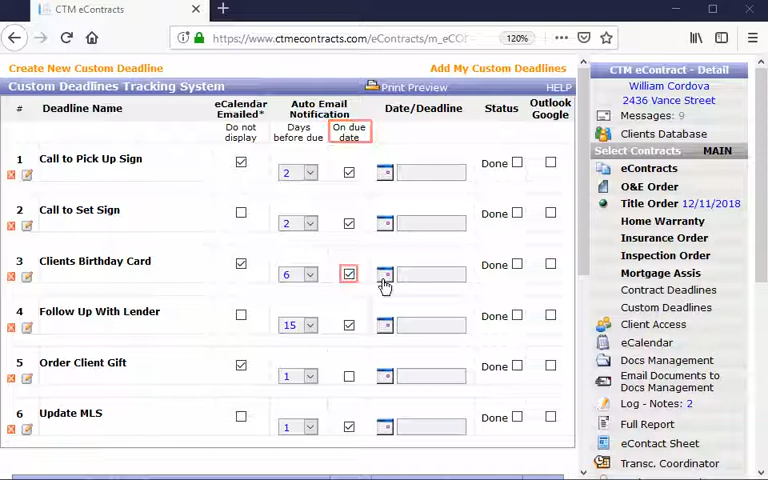 CTM eContracts
https://www.ctmecontracts.com/eContracts/m_eCO
120%
Create New Custom Deadline
Add My Custom Deadlines
Custom Deadlines Tracking System
Print Preview
HELP
# Deadline Name eCalendar Emailed* Auto Email Notification Date/Deadline Status Outlook Google
Do not display Days before due On due date
1 Call to Pick Up Sign 2 Done
2 Call to Set Sign 2 Done
3 Clients Birthday Card 6 Done
4 Follow Up With Lender 15 Done
5 Order Client Gift 1 Done
6 Update MLS 1 Done
CTM eContract - Detail
William Cordova
2436 Vance Street
Messages: 9
Clients Database
Select Contracts MAIN
eContracts
O&E Order
Title Order 12/11/2018
Home Warranty
Insurance Order
Inspection Order
Mortgage Assis
Contract Deadlines
Custom Deadlines
Client Access
eCalendar
Docs Management
Email Documents to
Docs Management
Log - Notes: 2
Full Report
eContact Sheet
Transc. Coordinator